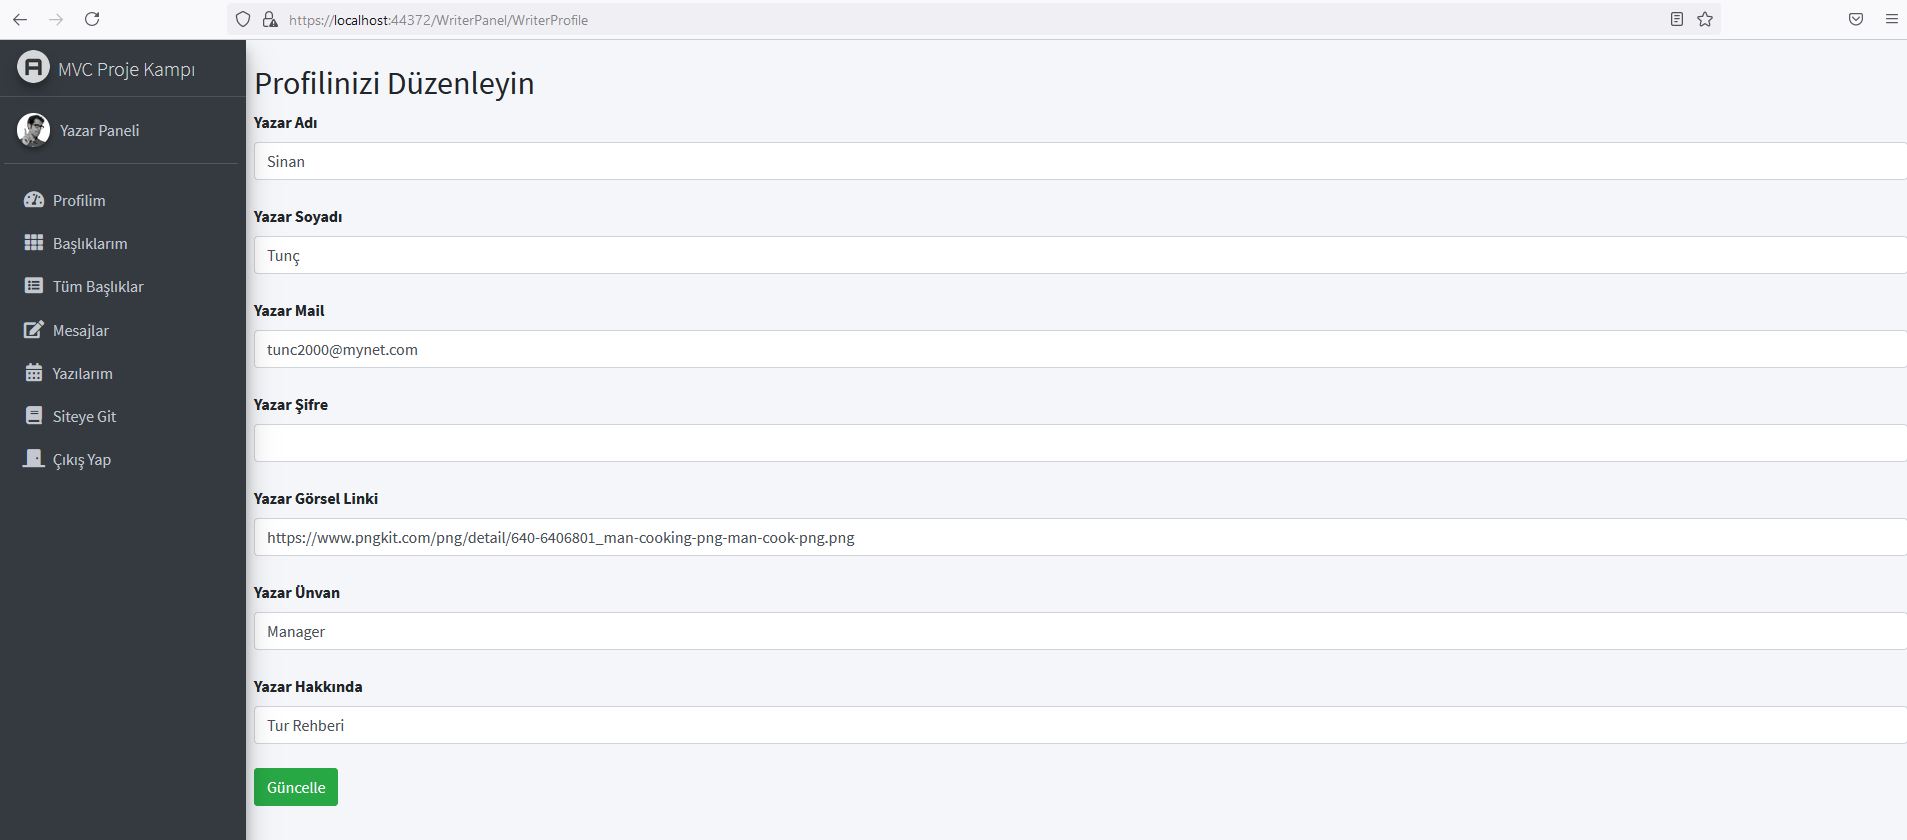 https://localhost:44372/WriterPanel/WriterProfile
MVC Proje Kampı
Yazar Paneli
Profilim
Başlıklarım
Tüm Başlıklar
Mesajlar
Yazılarım
Siteye Git
Çıkış Yap
Profilinizi Düzenleyin
Yazar Adı
Sinan
Yazar Soyadı
Tunç
Yazar Mail
tunc2000@mynet.com
Yazar Şifre
Yazar Görsel Linki
https://www.pngkit.com/png/detail/640-6406801_man-cooking-png-man-cook-png.png
Yazar Ünvan
Manager
Yazar Hakkında
Tur Rehberi
Güncelle